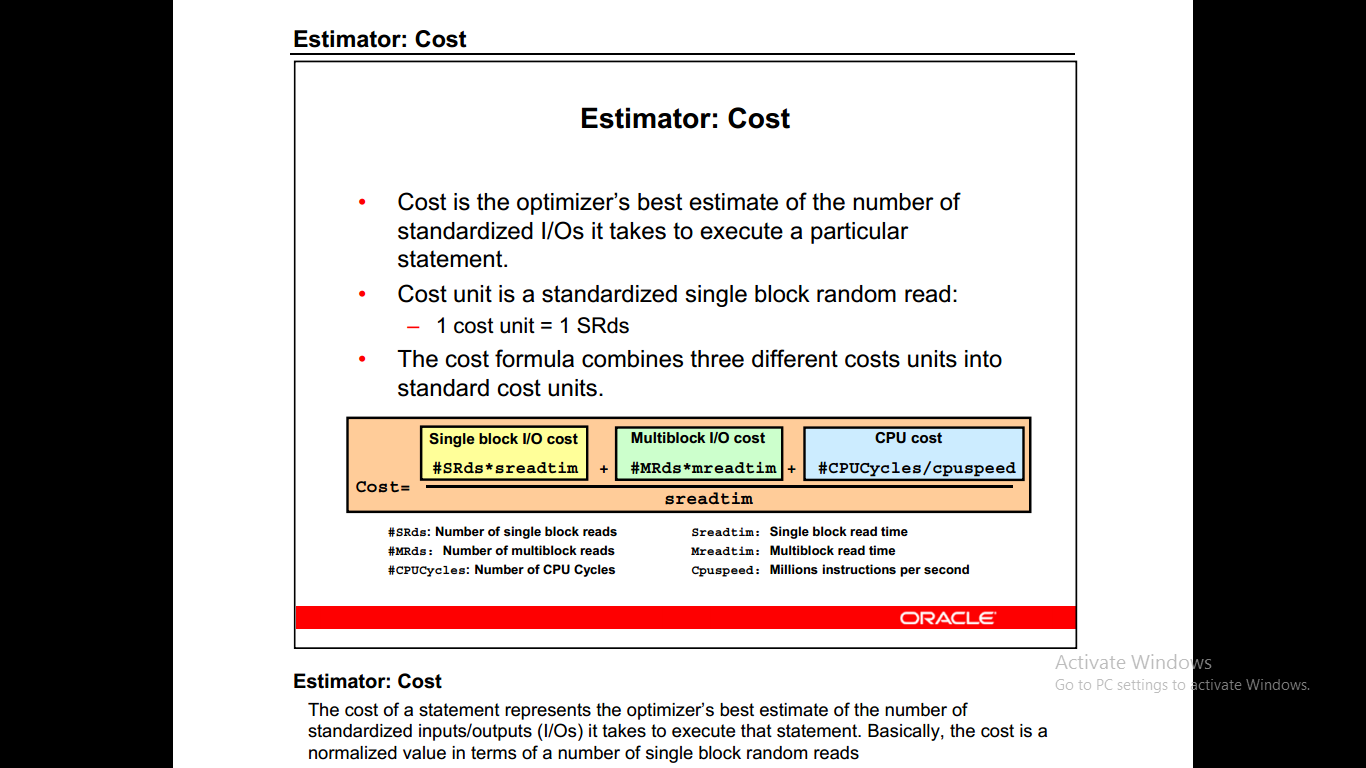 Estimator: Cost
Estimator: Cost
• Cost is the optimizer's best estimate of the number of
standardized I/Os it takes to execute a particular
statement.
• Cost unit is a standardized single block random read:
– 1 cost unit = 1 SRds
• The cost formula combines three different costs units into
standard cost units.
Single block I/O cost Multiblock I/O cost CPU cost
#SRds*sreadtim + #MRds*mreadtim + #CPUCycles/cpuspeed
Cost=
sreadtim
#SRds: Number of single block reads Sreadtim: Single block read time
#MRds: Number of multiblock reads Mreadtim: Multiblock read time
#CPUCycles: Number of CPU Cycles Cpuspeed: Millions instructions per second
ORACLE
Activate Windows
Go to PC settings to activate Windows.
Estimator: Cost
The cost of a statement represents the optimizer's best estimate of the number of
standardized inputs/outputs (I/Os) it takes to execute that statement. Basically, the cost is a
normalized value in terms of a number of single block random reads